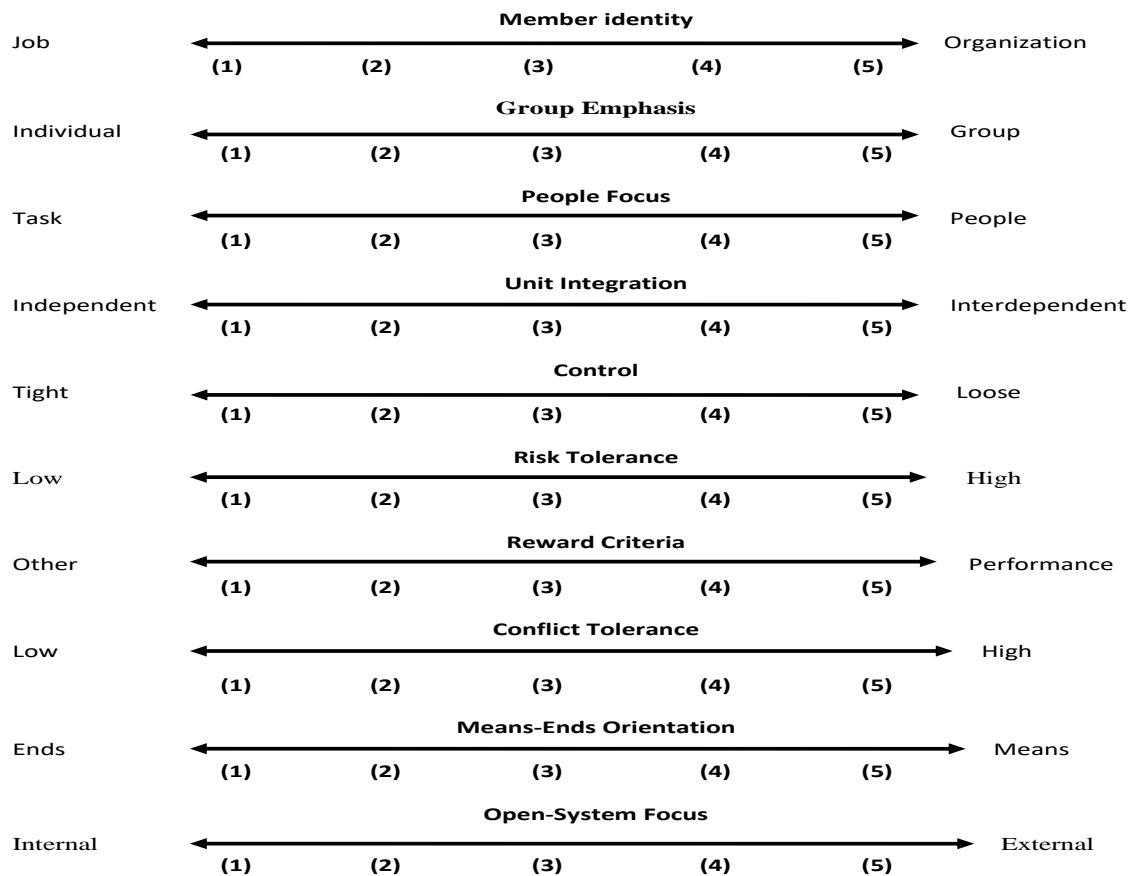 Member identity
Job Organization
(1) (2) (3) (4) (5)
Group Emphasis
Individual Group
(1) (2) (3) (4) (5)
People Focus
Task People
(1) (2) (3) (4) (5)
Unit Integration
Independent Interdependent
(1) (2) (3) (4) (5)
Control
Tight Loose
(1) (2) (3) (4) (5)
Risk Tolerance
Low High
(1) (2) (3) (4) (5)
Reward Criteria
Other Performance
(1) (2) (3) (4) (5)
Conflict Tolerance
Low High
(1) (2) (3) (4) (5)
Means-Ends Orientation
Ends Means
(1) (2) (3) (4) (5)
Open-System Focus
Internal External
(1) (2) (3) (4) (5)